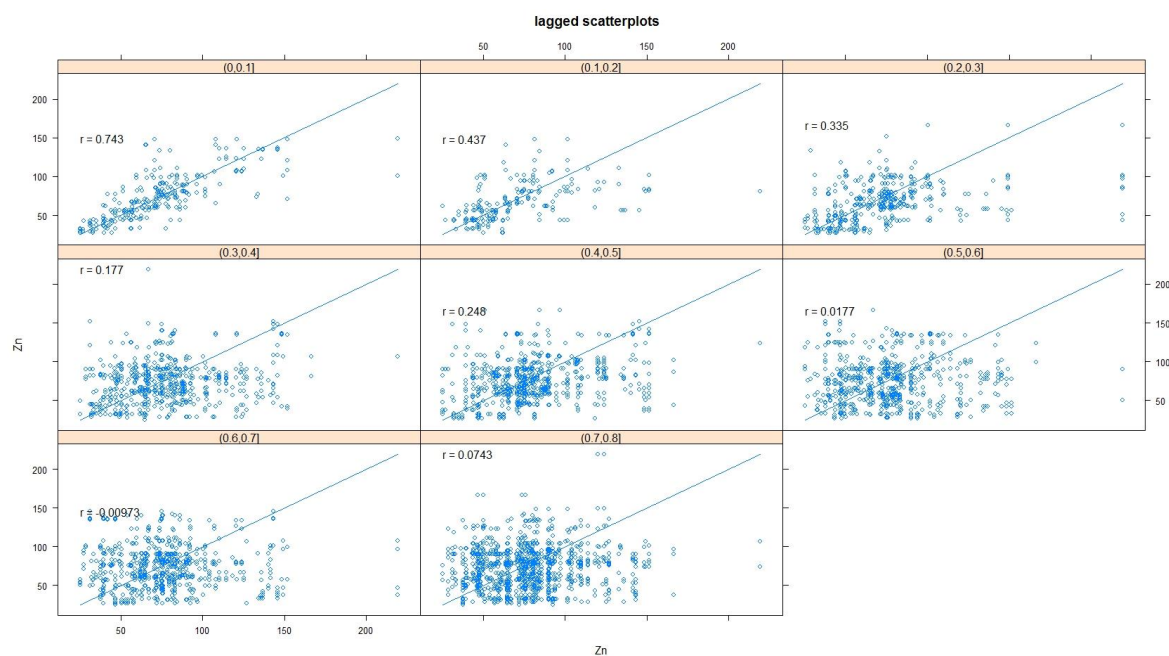 lagged scatterplots
50 100 150 200
(0,0.1] (0.1,0.2] (0.2,0.3]
200
150
100
50
r = 0.743 r = 0.437 r = 0.335
(0.3,0.4] (0.4,0.5] (0.5,0.6]
r = 0.177 r = 0.248 r = 0.0177
200
150
100
50
Zn
(0.6,0.7] (0.7,0.8]
r = -0.00973 r = 0.0743
200
150
100
50
50 100 150 200
Zn